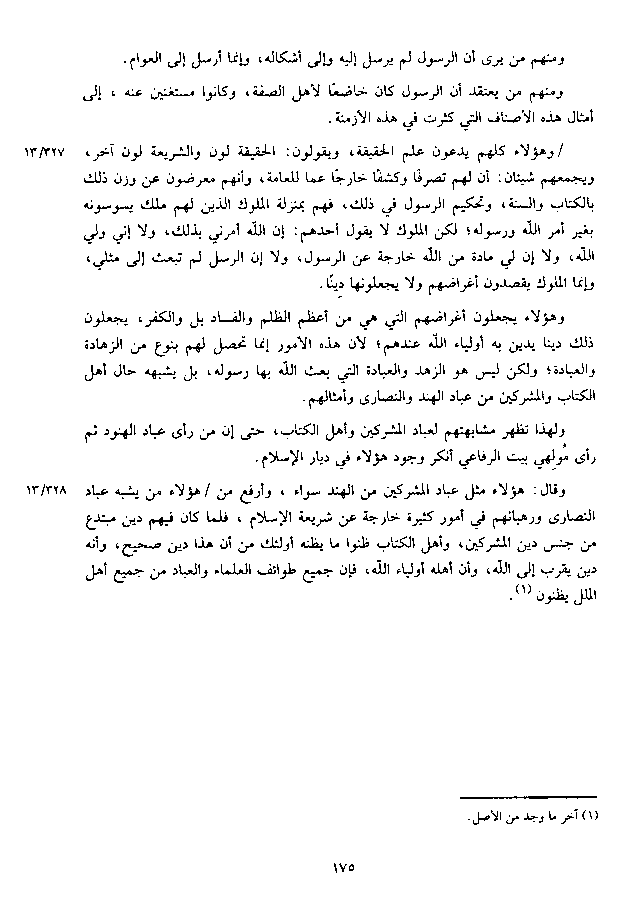 ومنهم من يرى أن الرسول لم يرسل إليه وإلى أشكاله، وإنما أرسل إلى العوام.
ومنهم من يعتقد أن الرسول كان خاضعًا لأهل الصفة، وكانوا مستغنين عنه ، إلى
أمثال هذه الأصناف التي كثرت في هذه الأزمنة.
١٣/٣٢٧ / وهؤلاء كلهم يدعون علم الحقيقة، ويقولون: الحقيقة لون والشريعة لون آخر،
ويجمعهم شيئان: أن لهم تصرفًا وكشفًا خارجًا عما للعامة، وأنهم معرضون عن وزن ذلك
بالكتاب والسنة، وتحكيم الرسول في ذلك، فهم بمنزلة الملوك الذين لهم ملك يسوسونه
بغير أمر الله ورسوله؛ لكن الملوك لا يقول أحدهم: إن الله أمرني بذلك، ولا إني ولي
الله، ولا إن لي مادة من الله خارجة عن الرسول، ولا إن الرسل لم تبعث إلى مثلي،
وإنما الملوك يقصدون أغراضهم ولا يجعلونها دينًا.
وهؤلاء يجعلون أغراضهم التي هي من أعظم الظلم والفساد بل والكفر، يجعلون
ذلك دينا يدين به أولياء الله عندهم؛ لأن هذه الأمور إنما تحصل لهم بنوع من الزهادة
والعبادة؛ ولكن ليس هو الزهد والعبادة التي بعث الله بها رسوله، بل يشبهه حال أهل
الكتاب والمشركين من عباد الهند والنصارى وأمثالهم.
ولهذا تظهر مشابهتهم لعباد المشركين وأهل الكتاب، حتى إن من رأى عباد الهنود ثم
رأى مُولهي بيت الرفاعي أنكر وجود هؤلاء في ديار الإسلام.
١٣/٣٢٨ وقال: هؤلاء مثل عباد المشركين من الهند سواء ، وأرفع من / هؤلاء من يشبه عباد
النصارى ورهبانهم في أمور كثيرة خارجة عن شريعة الإسلام ، فلما كان فيهم دين مبتدع
من جنس دين المشركين، وأهل الكتاب ظنوا ما يظنه أولئك من أن هذا دين صحيح، وأنه
دين يقرب إلى الله، وأن أهله أولياء الله، فإن جميع طوائف العلماء والعباد من جميع أهل
الملل يظنون (١).
(١) آخر ما وجد من الأصل.
١٧٥